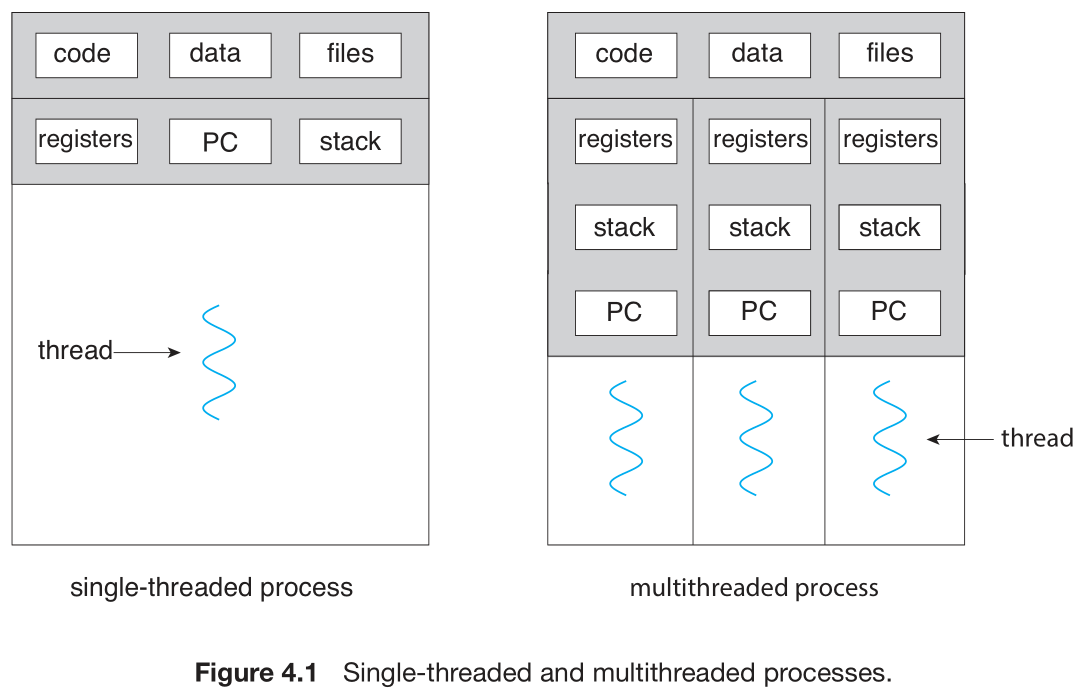 code data files
registers PC stack
thread
single-threaded process
code data files
registers registers registers
stack stack stack
PC PC PC
thread
multithreaded process
Figure 4.1 Single-threaded and multithreaded processes.